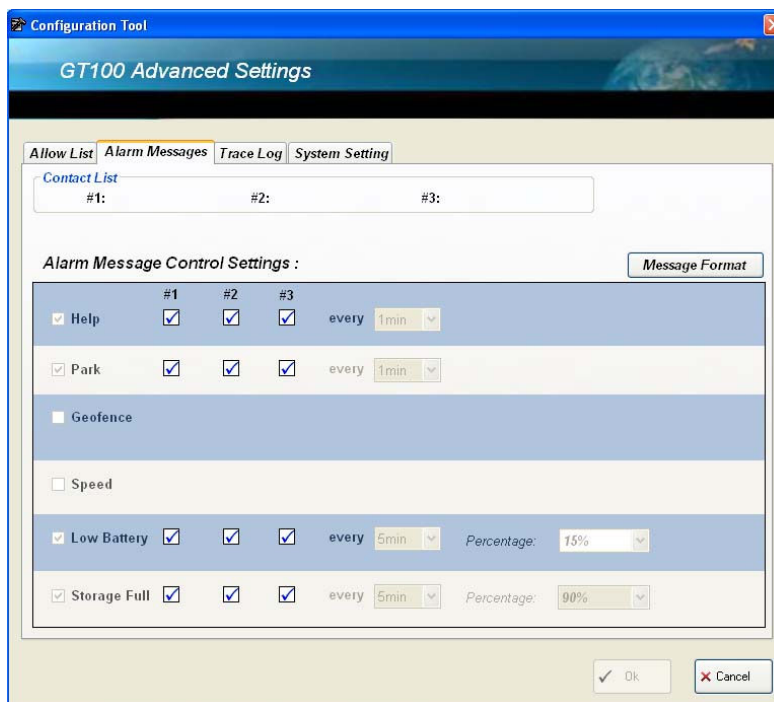 Configuration Tool
GT100 Advanced Settings
Allow List Alarm Messages Trace Log System Setting
Contact List
#1: #2: #3:
Alarm Message Control Settings : Message Format
#1 #2 #3
Help every 1min
Park every 1min
Geofence
Speed
Low Battery every 5min Percentage: 15%
Storage Full every 5min Percentage: 90%
Ok Cancel